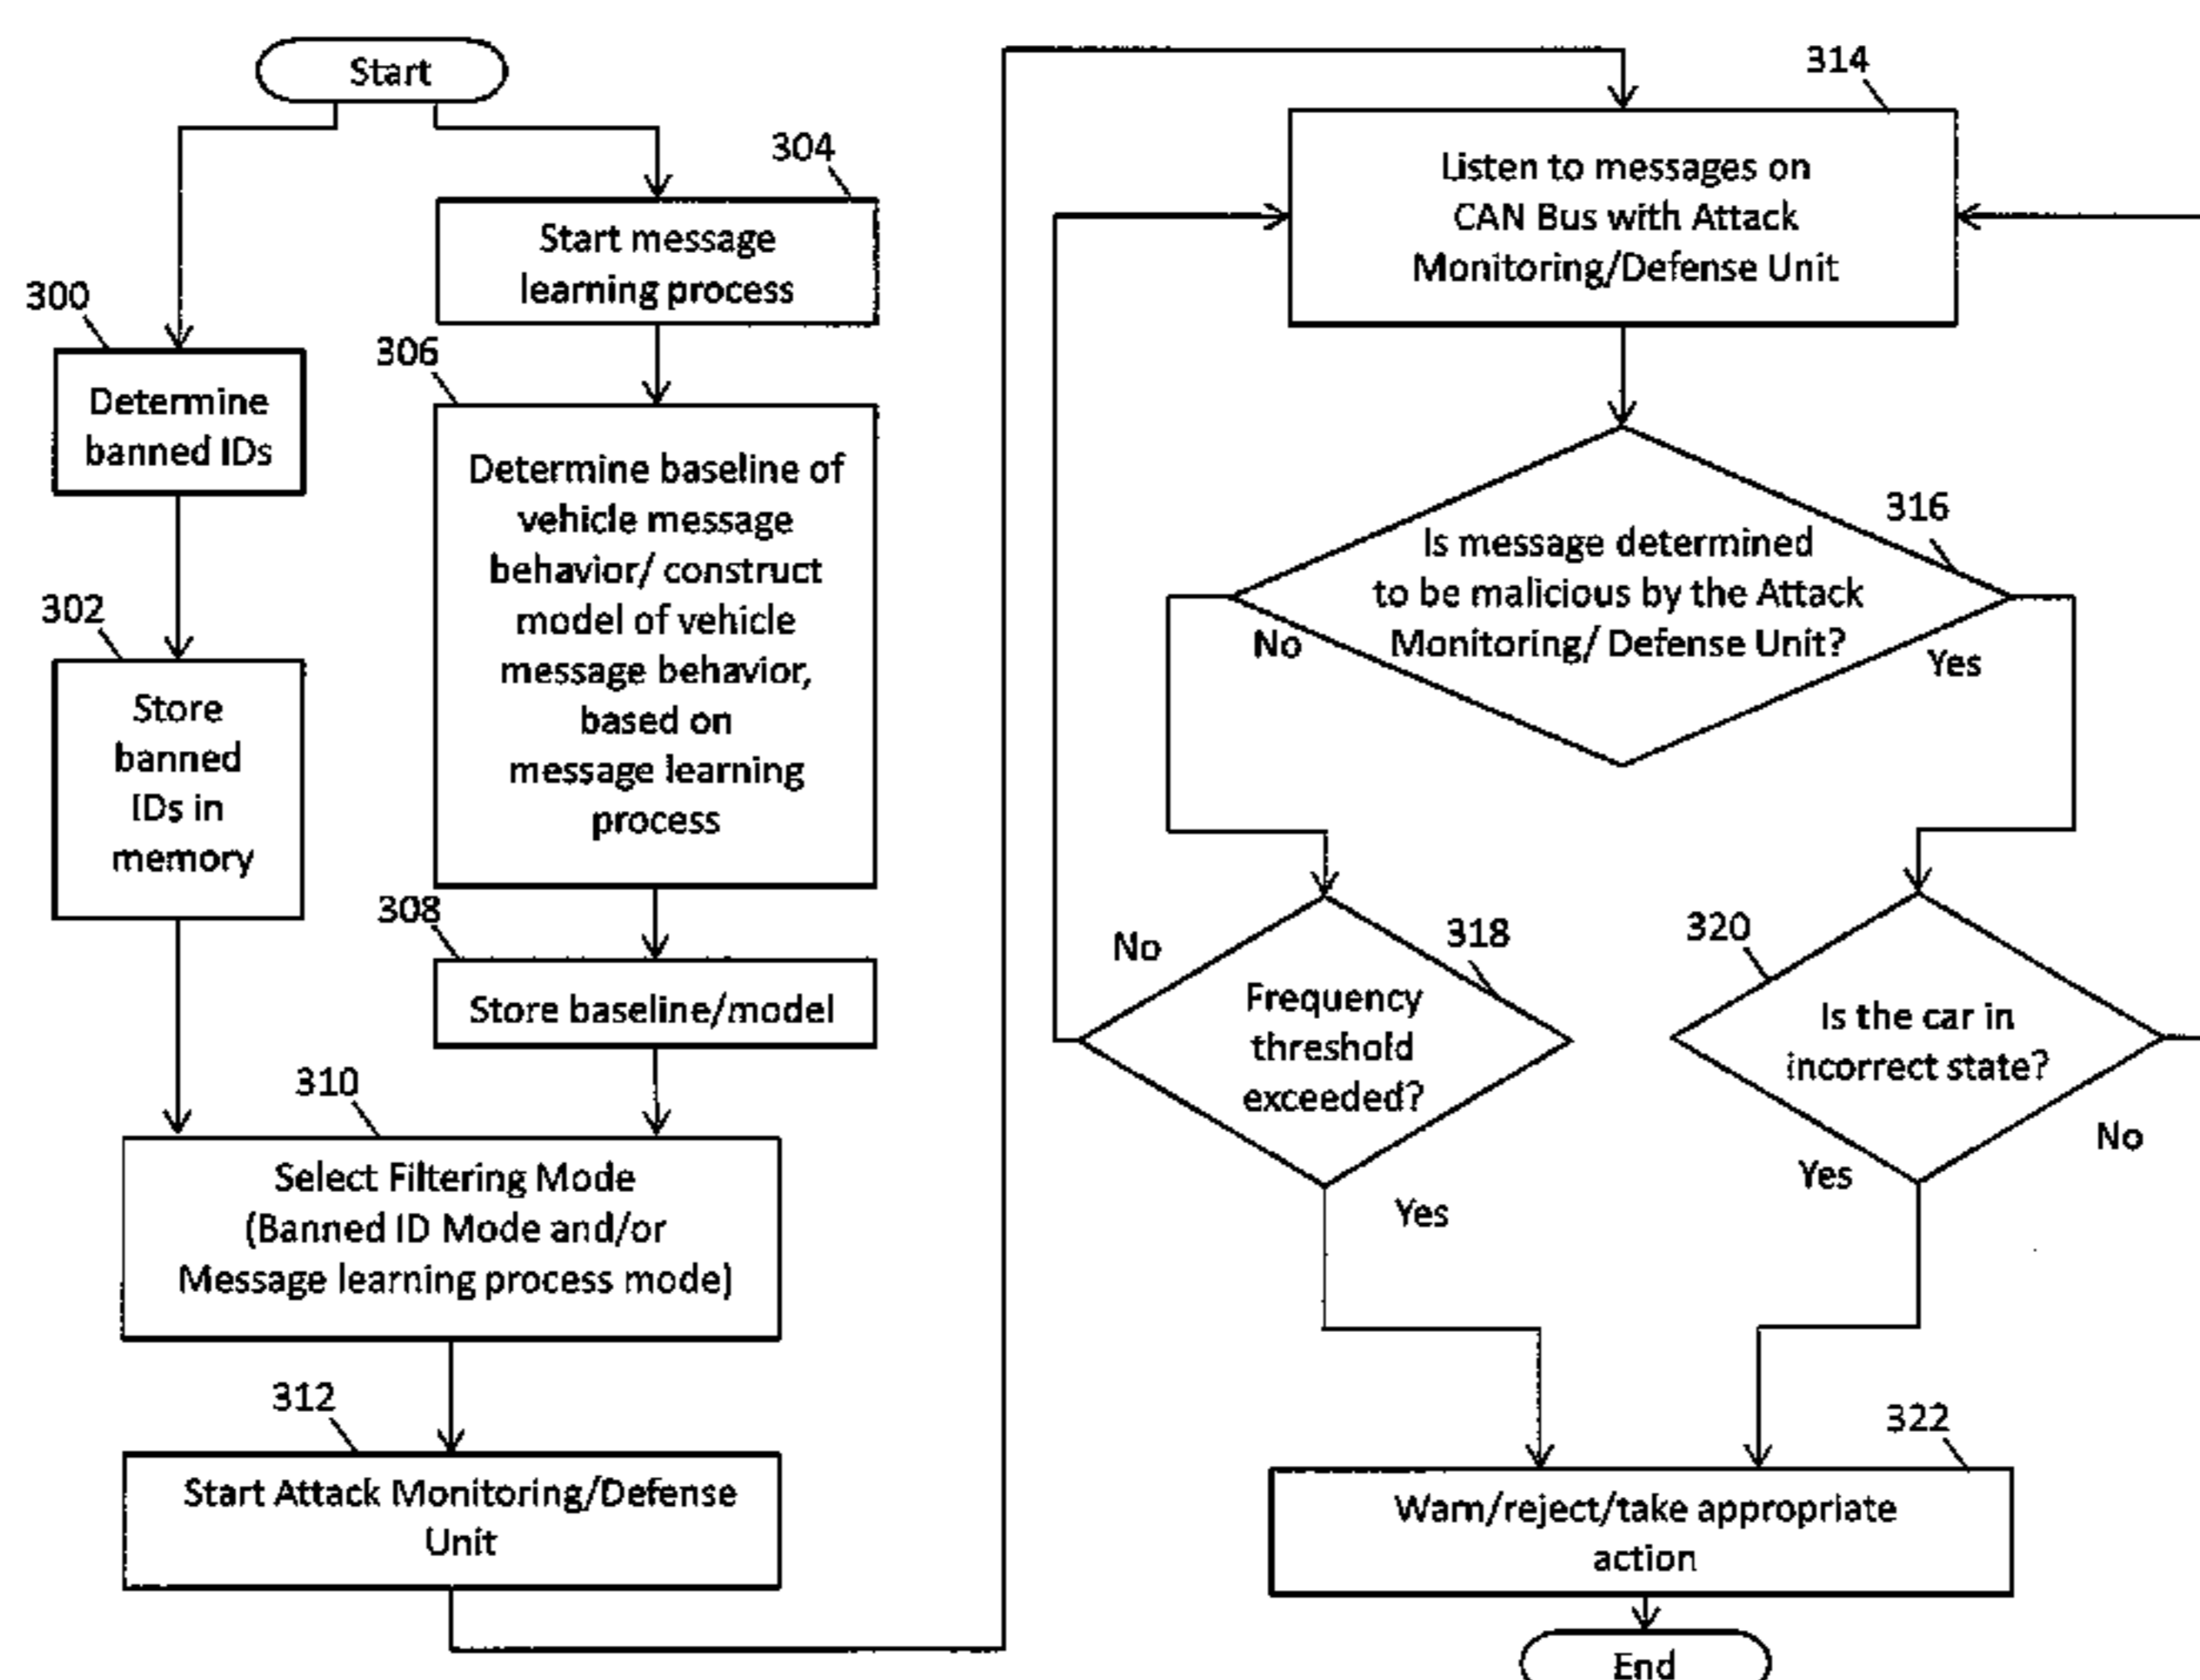 Start
304
Start message
learning process
300
Determine
banned IDs
306
Determine baseline of
vehicle message
behavior/ construct
model of vehicle
message behavior,
based on
message learning
process
302
Store
banned
IDs in
memory
308
Store baseline/model
310
Select Filtering Mode
(Banned ID Mode and/or
Message learning process mode)
312
Start Attack Monitoring/Defense
Unit
314
Listen to messages on
CAN Bus with Attack
Monitoring/Defense Unit
316
Is message determined
to be malicious by the Attack
Monitoring/ Defense Unit?
No
Yes
318
No
Frequency
threshold
exceeded?
Yes
320
Is the car in
incorrect state?
No
Yes
322
Warn/reject/take appropriate
action
End